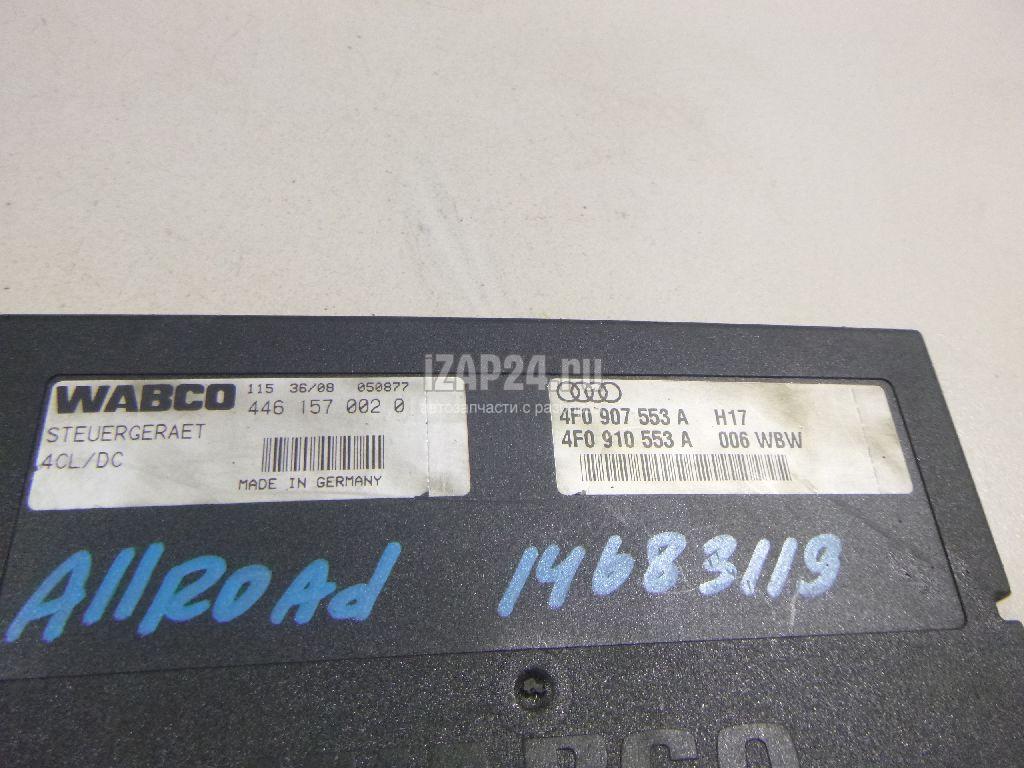 iZAP24.ru
автозапчасти с раз
WABCO 115 36/08 050877
446 157 002 0
STEUERGERAET
4CL/DC
MADE IN GERMANY
4F0 907 553 A H17
4F0 910 553 A 006 WBW
AllROAd 14683119